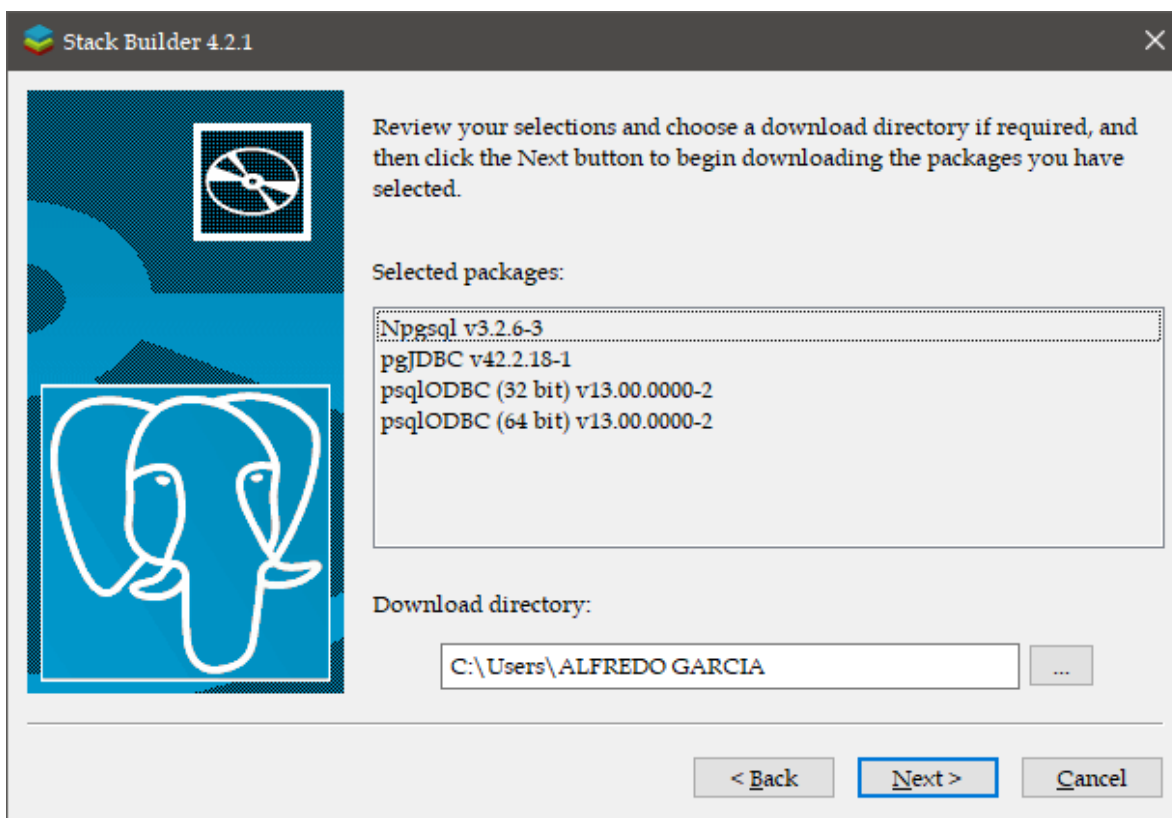 Stack Builder 4.2.1
Review your selections and choose a download directory if required, and
then click the Next button to begin downloading the packages you have
selected.
Selected packages:
Npgsql v3.2.6-3
pgJDBC v42.2.18-1
psqlODBC (32 bit) v13.00.0000-2
psqlODBC (64 bit) v13.00.0000-2
Download directory:
C:\Users\ALFREDO GARCIA
...
< Back
Next >
Cancel